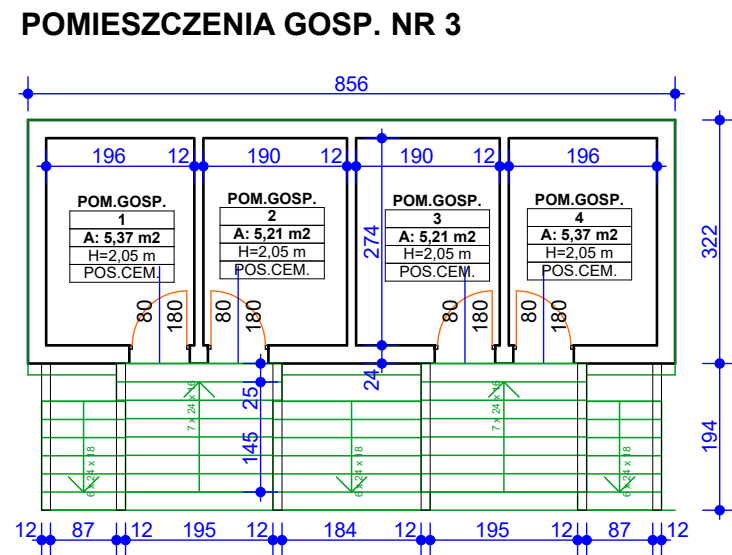 POMIESZCZENIA GOSP. NR 3
856
196 12 190 12 190 12 196
POM.GOSP.
1
A: 5,37 m2
H=2,05 m
POS.CEM.
POM.GOSP.
2
A: 5,21 m2
H=2,05 m
POS.CEM.
POM.GOSP.
3
A: 5,21 m2
H=2,05 m
POS.CEM.
POM.GOSP.
4
A: 5,37 m2
H=2,05 m
POS.CEM.
274
322
80
180
80
180
80
180
80
180
24
25
145
194
6 x 24 x 18
7 x 24 x 16
6 x 24 x 18
7 x 24 x 16
6 x 24 x 18
12 87 12 195 12 184 12 195 12 87 12